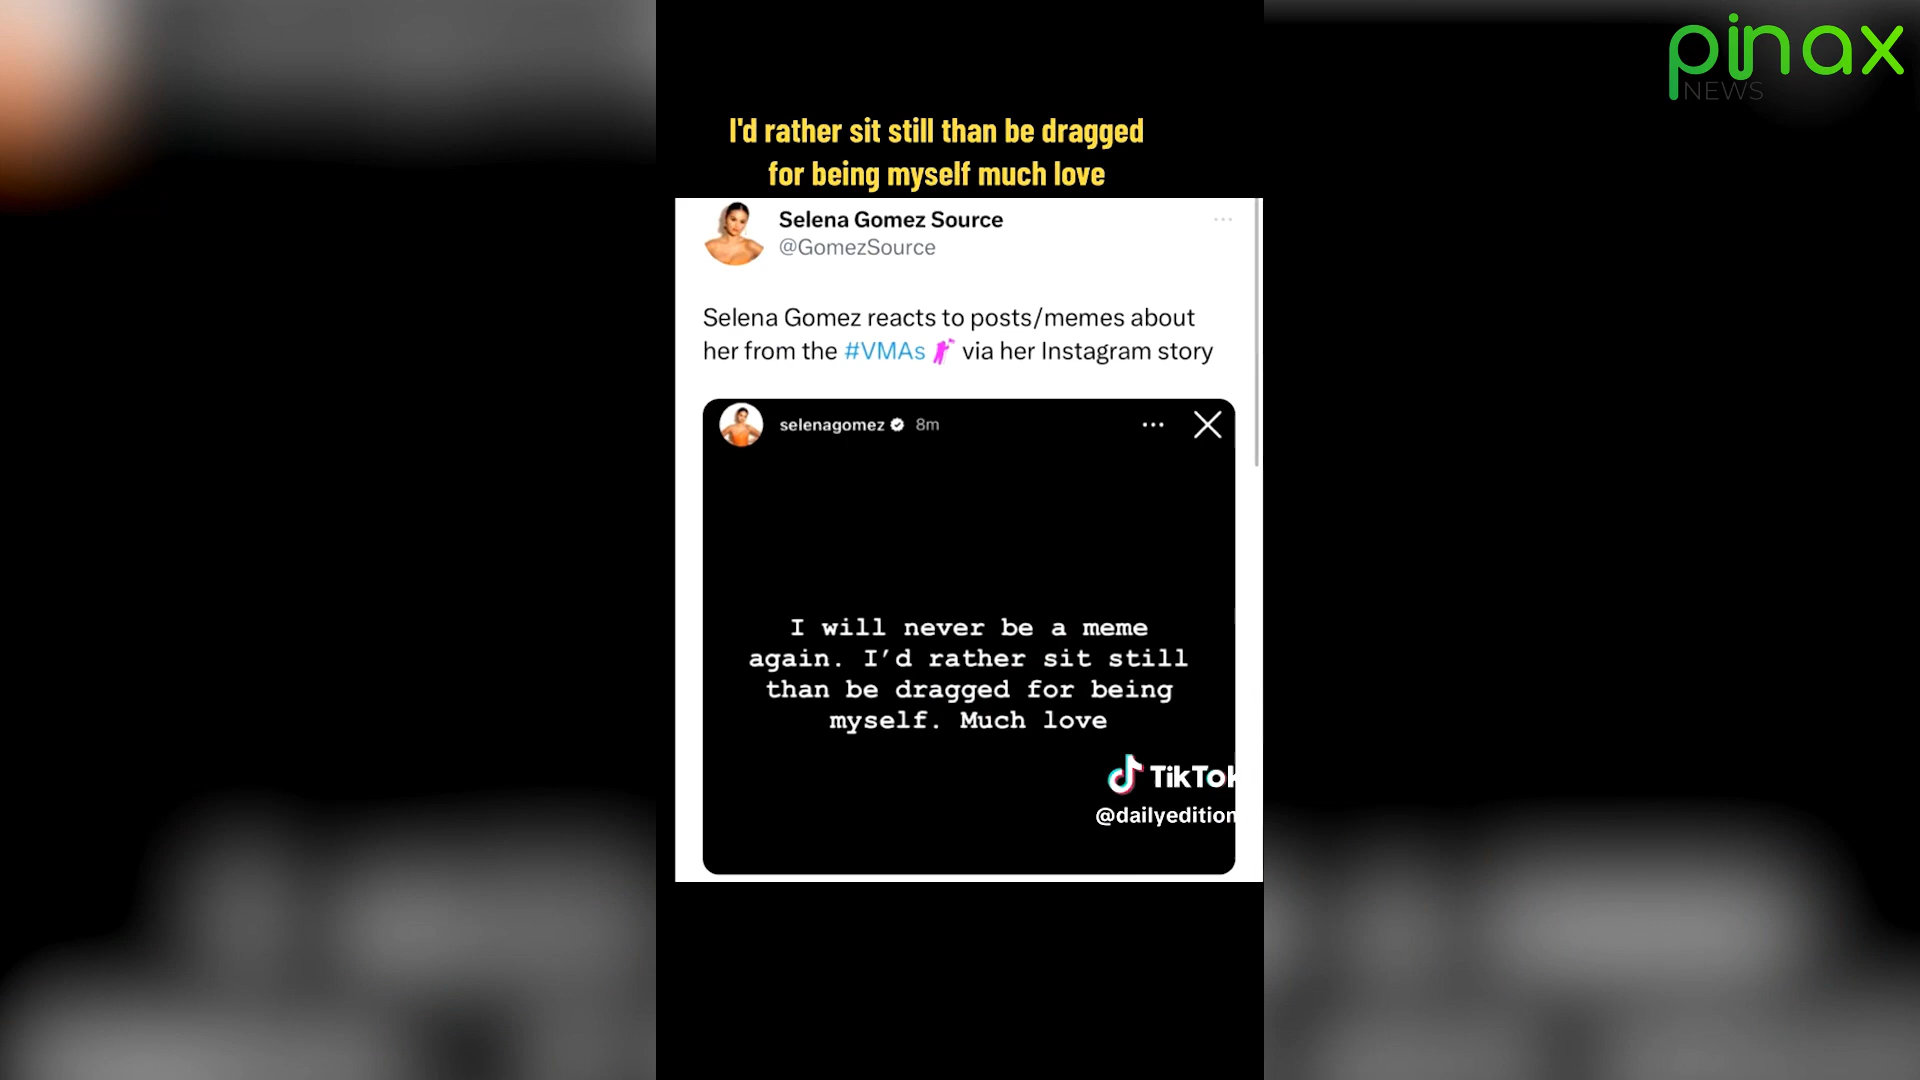 pinax
NEWS
I'd rather sit still than be dragged
for being myself much love
Selena Gomez Source
@GomezSource
Selena Gomez reacts to posts/memes about
her from the #VMAs via her Instagram story
selenagomez 8m
I will never be a meme
again. I’d rather sit still
than be dragged for being
myself. Much love
TikTok
@dailyedition